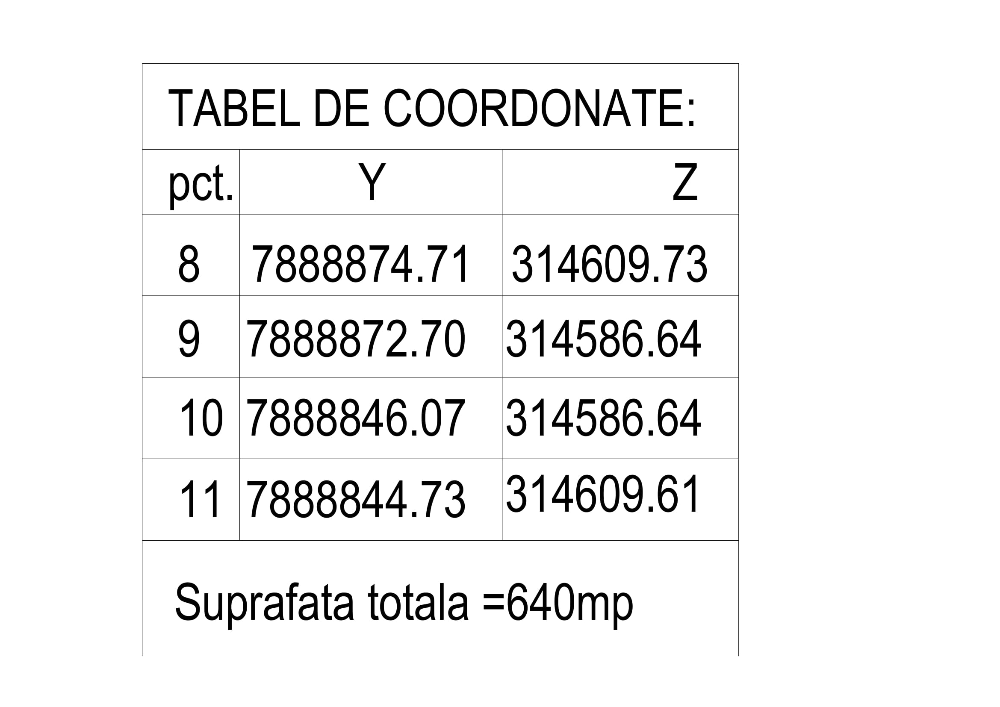 TABEL DE COORDONATE:
pct. Y Z
8 7888874.71 314609.73
9 7888872.70 314586.64
10 7888846.07 314586.64
11 7888844.73 314609.61
Suprafata totala =640mp